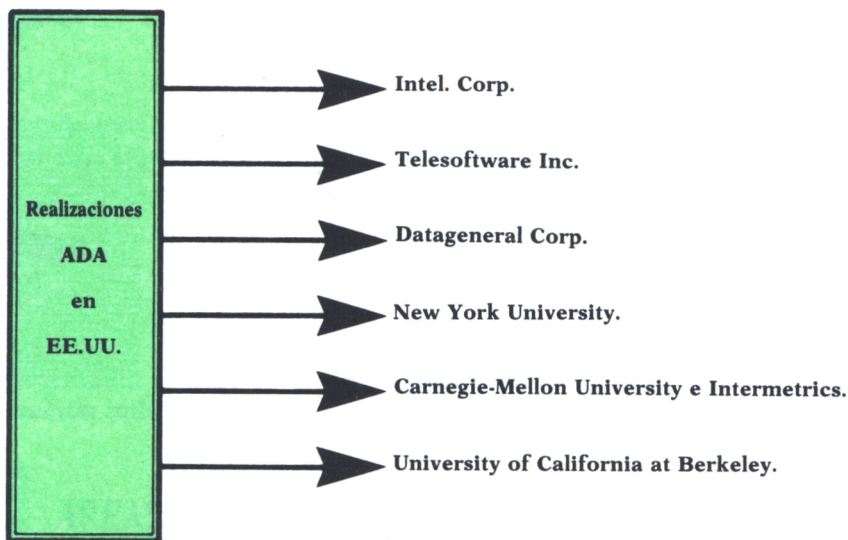 Realizaciones
ADA
en
EE.UU.
Intel. Corp.
Telesoftware Inc.
Datageneral Corp.
New York University.
Carnegie-Mellon University e Intermetrics.
University of California at Berkeley.